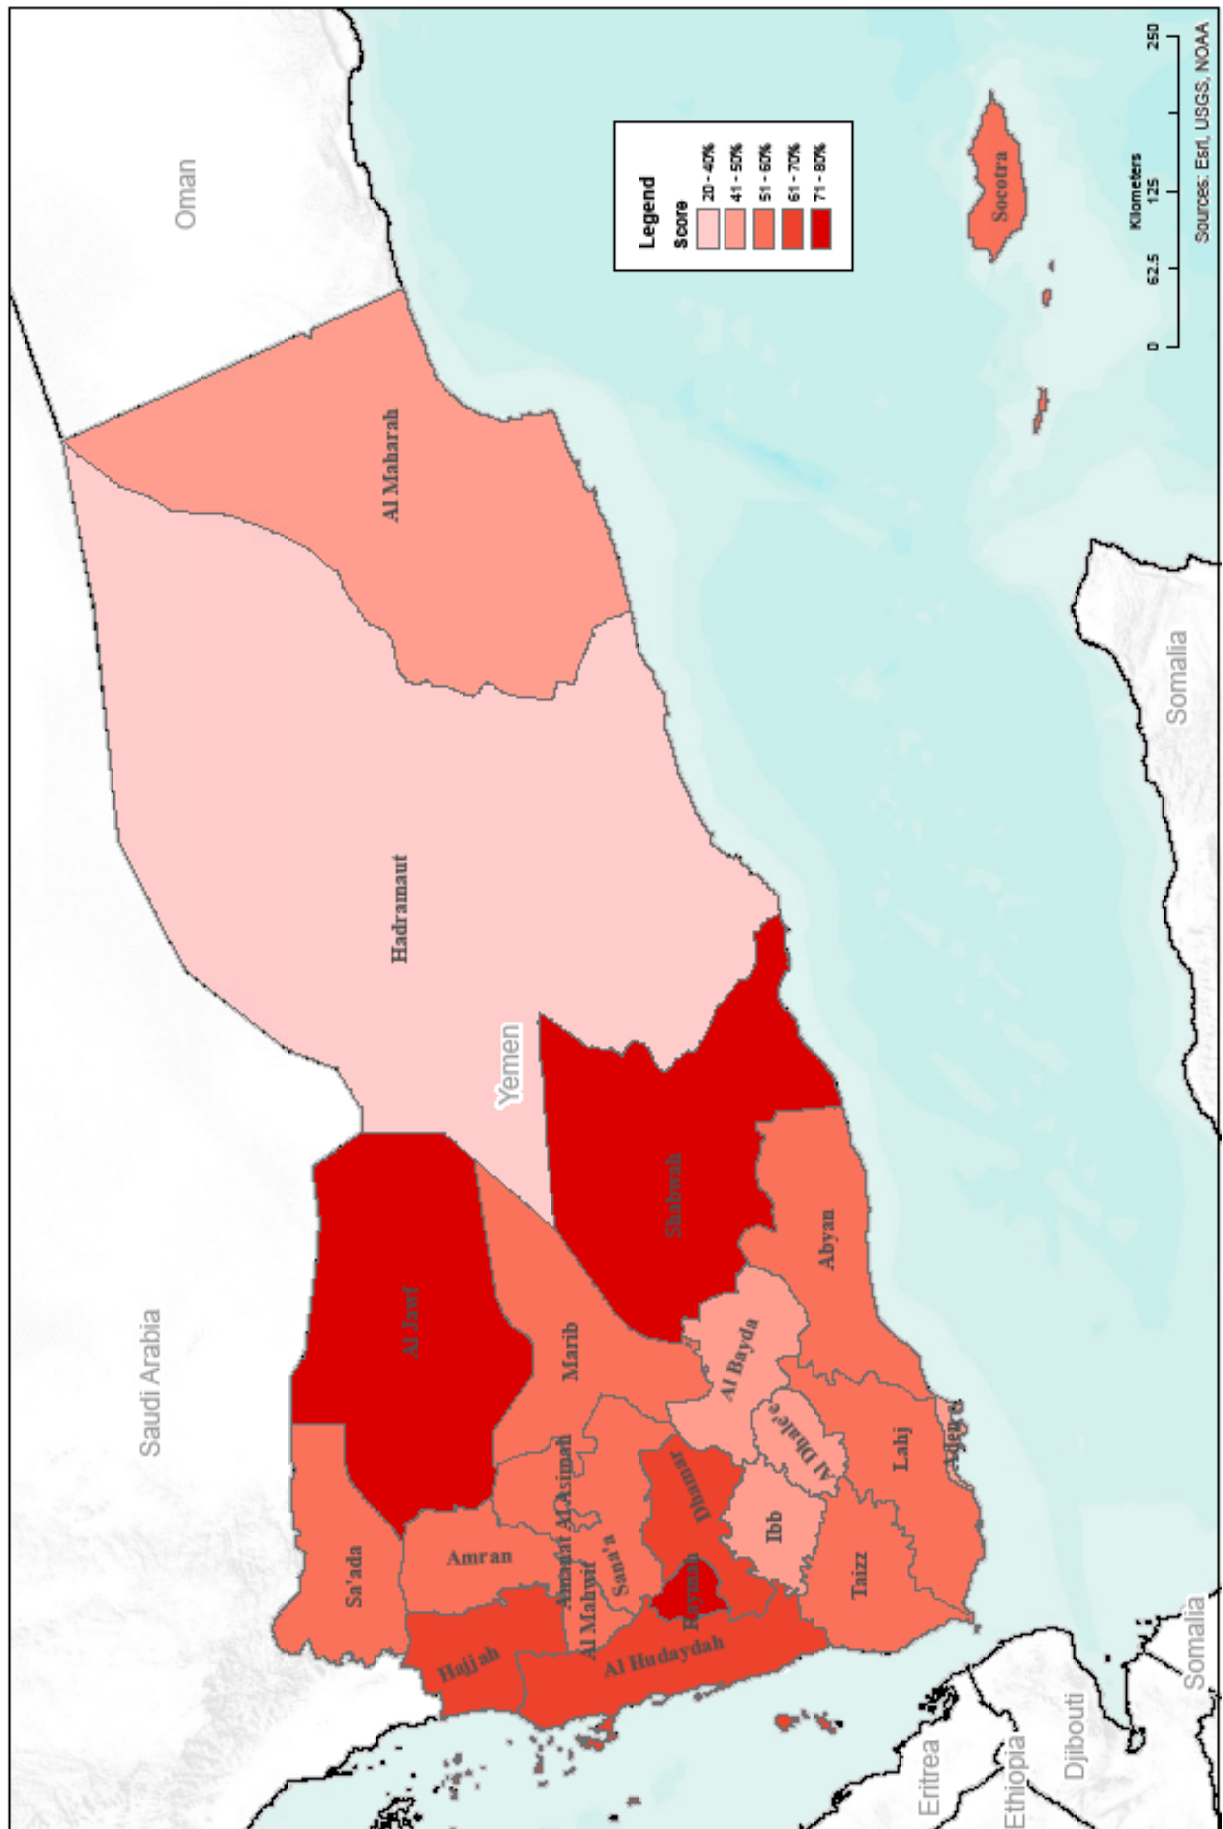 Saudi Arabia
Oman
Yemen
Sa'ada
Al Jawf
Hadramaut
Al Maharah
Hajjah
Amran
Amanat Al Asimah
Marib
Al Mahwit
Sana'a
Shabwah
Al Hudaydah
Raymah
Dhamar
Al Bayda
Ibb
Al Dhale'e
Abyan
Taizz
Lahj
Aden
Socotra
Eritrea
Ethiopia
Djibouti
Somalia
Somalia
Legend
Score
20 - 40%
41 - 50%
51 - 60%
61 - 70%
71 - 80%
Kilometers
0 62.5 125 250
Sources: Esri, USGS, NOAA